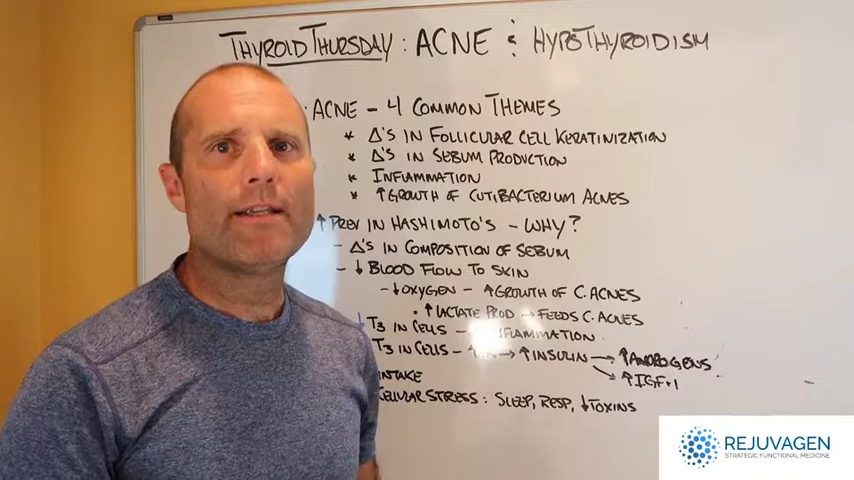 THYROID THURSDAY: ACNE & HYPOTHYROIDISM
ACNE - 4 COMMON THEMES
* Δ'S IN FOLLICULAR CELL KERATINIZATION
* Δ'S IN SEBUM PRODUCTION
* INFLAMMATION
* ↑GROWTH OF CUTIBACTERIUM ACNES
↑PREV IN HASHIMOTO'S - WHY?
- Δ'S IN COMPOSITION OF SEBUM
- ↓BLOOD FLOW TO SKIN
- ↓OXYGEN - ↑GROWTH OF C. ACNES
• ↑LACTATE PROD → FEEDS C. ACNES
↓T3 IN CELLS - INFLAMMATION
T3 IN CELLS - ↑ → ↑INSULIN → ↑ANDROGENS
↑IGF-1
INTAKE
CELLULAR STRESS: SLEEP, RESP, ↓TOXINS
REJUVAGEN
STRATEGIC FUNCTIONAL MEDICINE